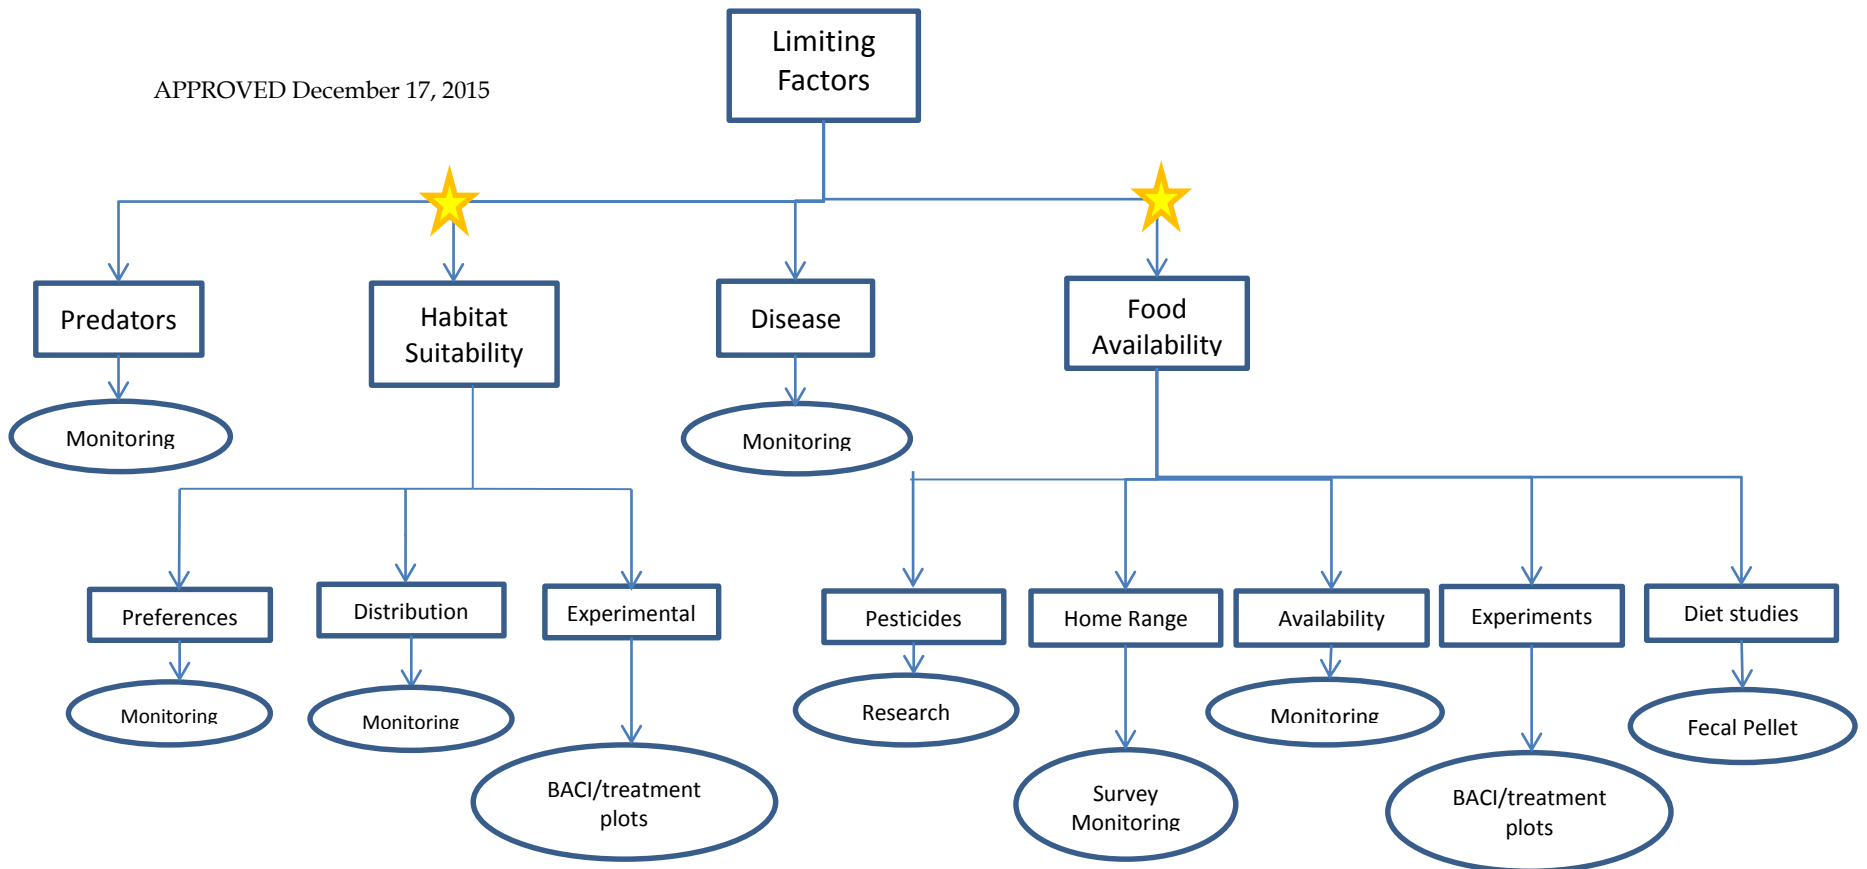 Limiting
Factors
APPROVED December 17, 2015
Predators
Habitat
Suitability
Disease
Food
Availability
Monitoring
Monitoring
Preferences
Distribution
Experimental
Pesticides
Home Range
Availability
Experiments
Diet studies
Monitoring
Monitoring
BACI/treatment
plots
Research
Survey
Monitoring
Monitoring
BACI/treatment
plots
Fecal Pellet